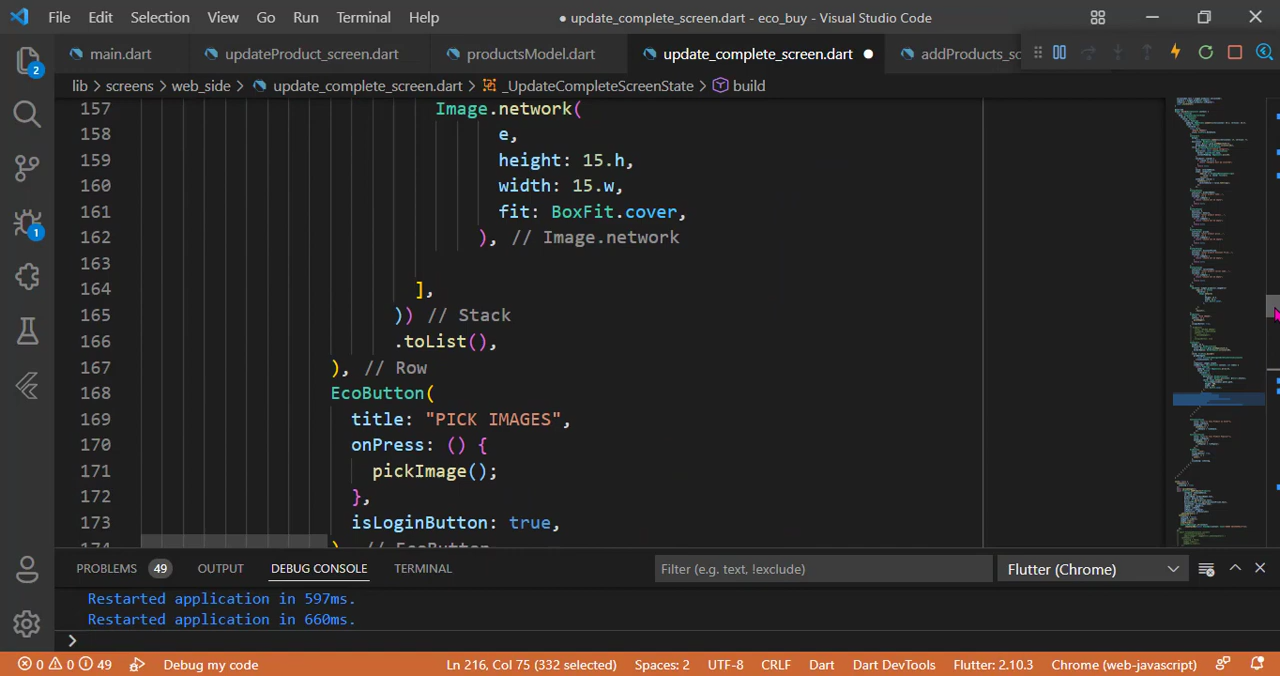 File Edit Selection View Go Run Terminal Help
● update_complete_screen.dart - eco_buy - Visual Studio Code
main.dart
updateProduct_screen.dart
productsModel.dart
update_complete_screen.dart ●
addProducts_sc
2
lib > screens > web_side > update_complete_screen.dart > _UpdateCompleteScreenState > build
157 Image.network(
158 e,
159 height: 15.h,
160 width: 15.w,
161 fit: BoxFit.cover,
162 ), // Image.network
163
164 ],
165 )) // Stack
166 .toList(),
167 ), // Row
168 EcoButton(
169 title: "PICK IMAGES",
170 onPress: () {
171 pickImage();
172 },
173 isLoginButton: true,
174 ), // EcoButton
1
PROBLEMS 49 OUTPUT DEBUG CONSOLE TERMINAL
Filter (e.g. text, !exclude)
Flutter (Chrome)
Restarted application in 597ms.
Restarted application in 660ms.
>
0 0 49 Debug my code
Ln 216, Col 75 (332 selected) Spaces: 2 UTF-8 CRLF Dart Dart DevTools Flutter: 2.10.3 Chrome (web-javascript)